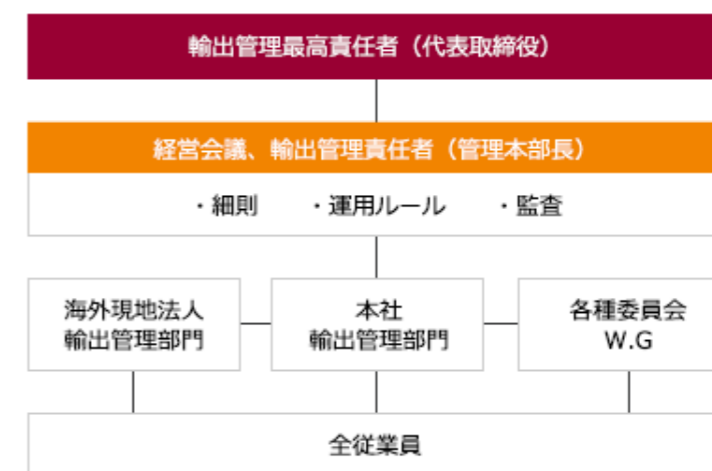 輸出管理最高責任者（代表取締役）
経営会議、輸出管理責任者（管理本部長）
・細則　・運用ルール　・監査
海外現地法人
輸出管理部門
本社
輸出管理部門
各種委員会
W.G
全従業員